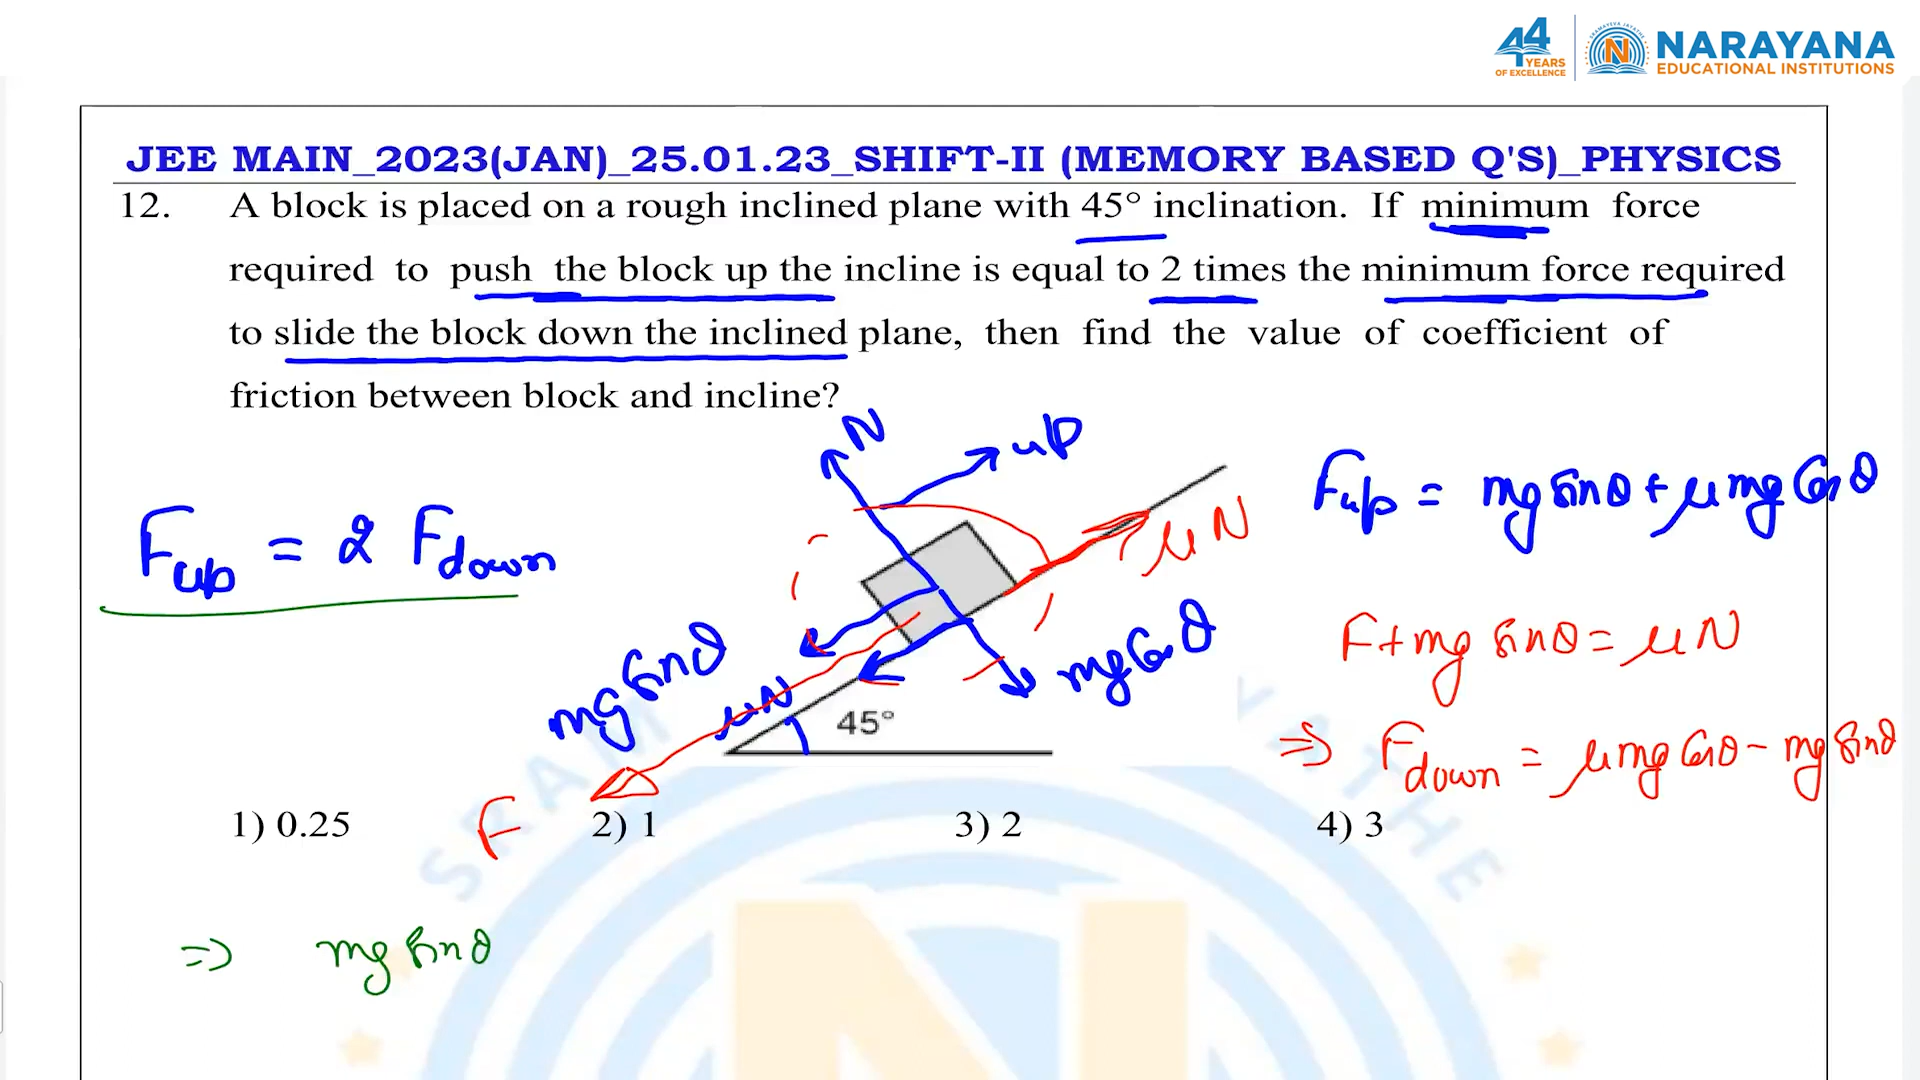 44 YEARS OF EXCELLENCE
NARAYANA
EDUCATIONAL INSTITUTIONS
JEE MAIN_2023(JAN)_25.01.23_SHIFT-II (MEMORY BASED Q'S)_PHYSICS
12. A block is placed on a rough inclined plane with 45° inclination. If minimum force
required to push the block up the incline is equal to 2 times the minimum force required
to slide the block down the inclined plane, then find the value of coefficient of
friction between block and incline?
N
up
F_up = mg sinθ + μmg cosθ
F_up = 2 F_down
μN
F + mg sinθ = μN
mg sinθ
μN
mg cosθ
45°
⇒ F_down = μmg cosθ - mg sinθ
F
1) 0.25 2) 1 3) 2 4) 3
⇒ mg sinθ